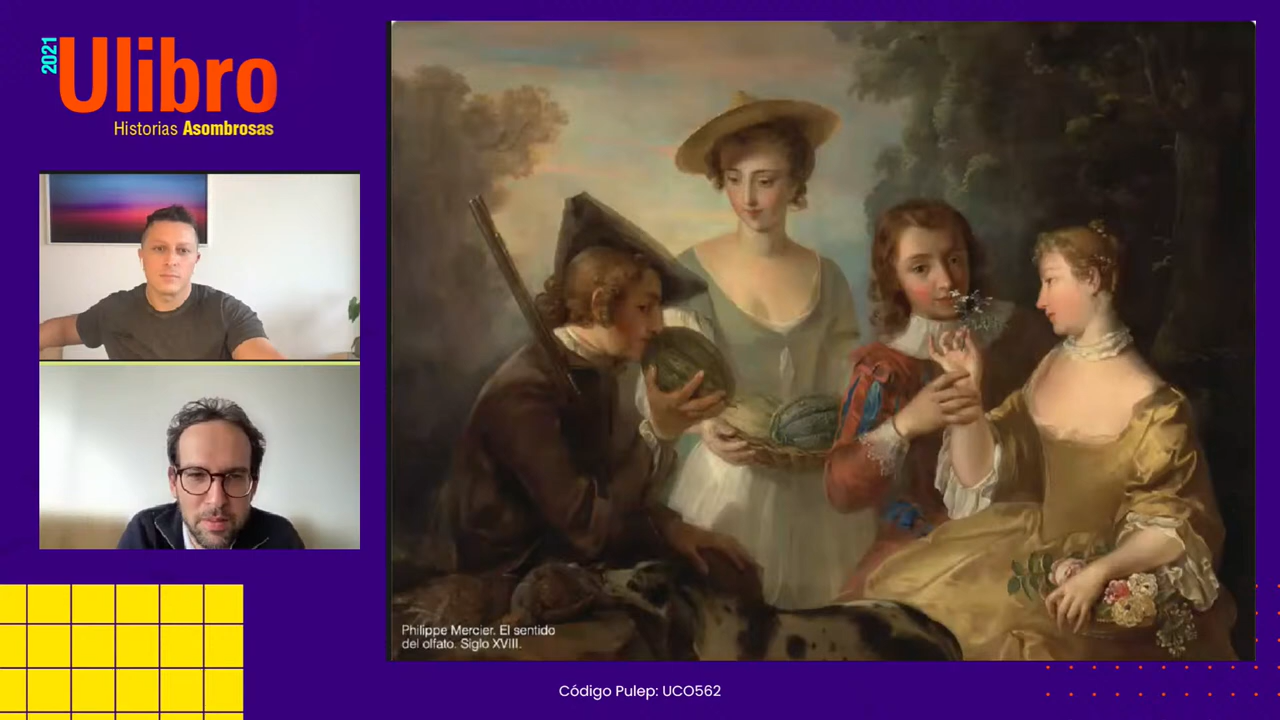 2021
Ulibro
Historias Asombrosas
Philippe Mercier. El sentido
del olfato. Siglo XVIII.
Código Pulep: UCO562